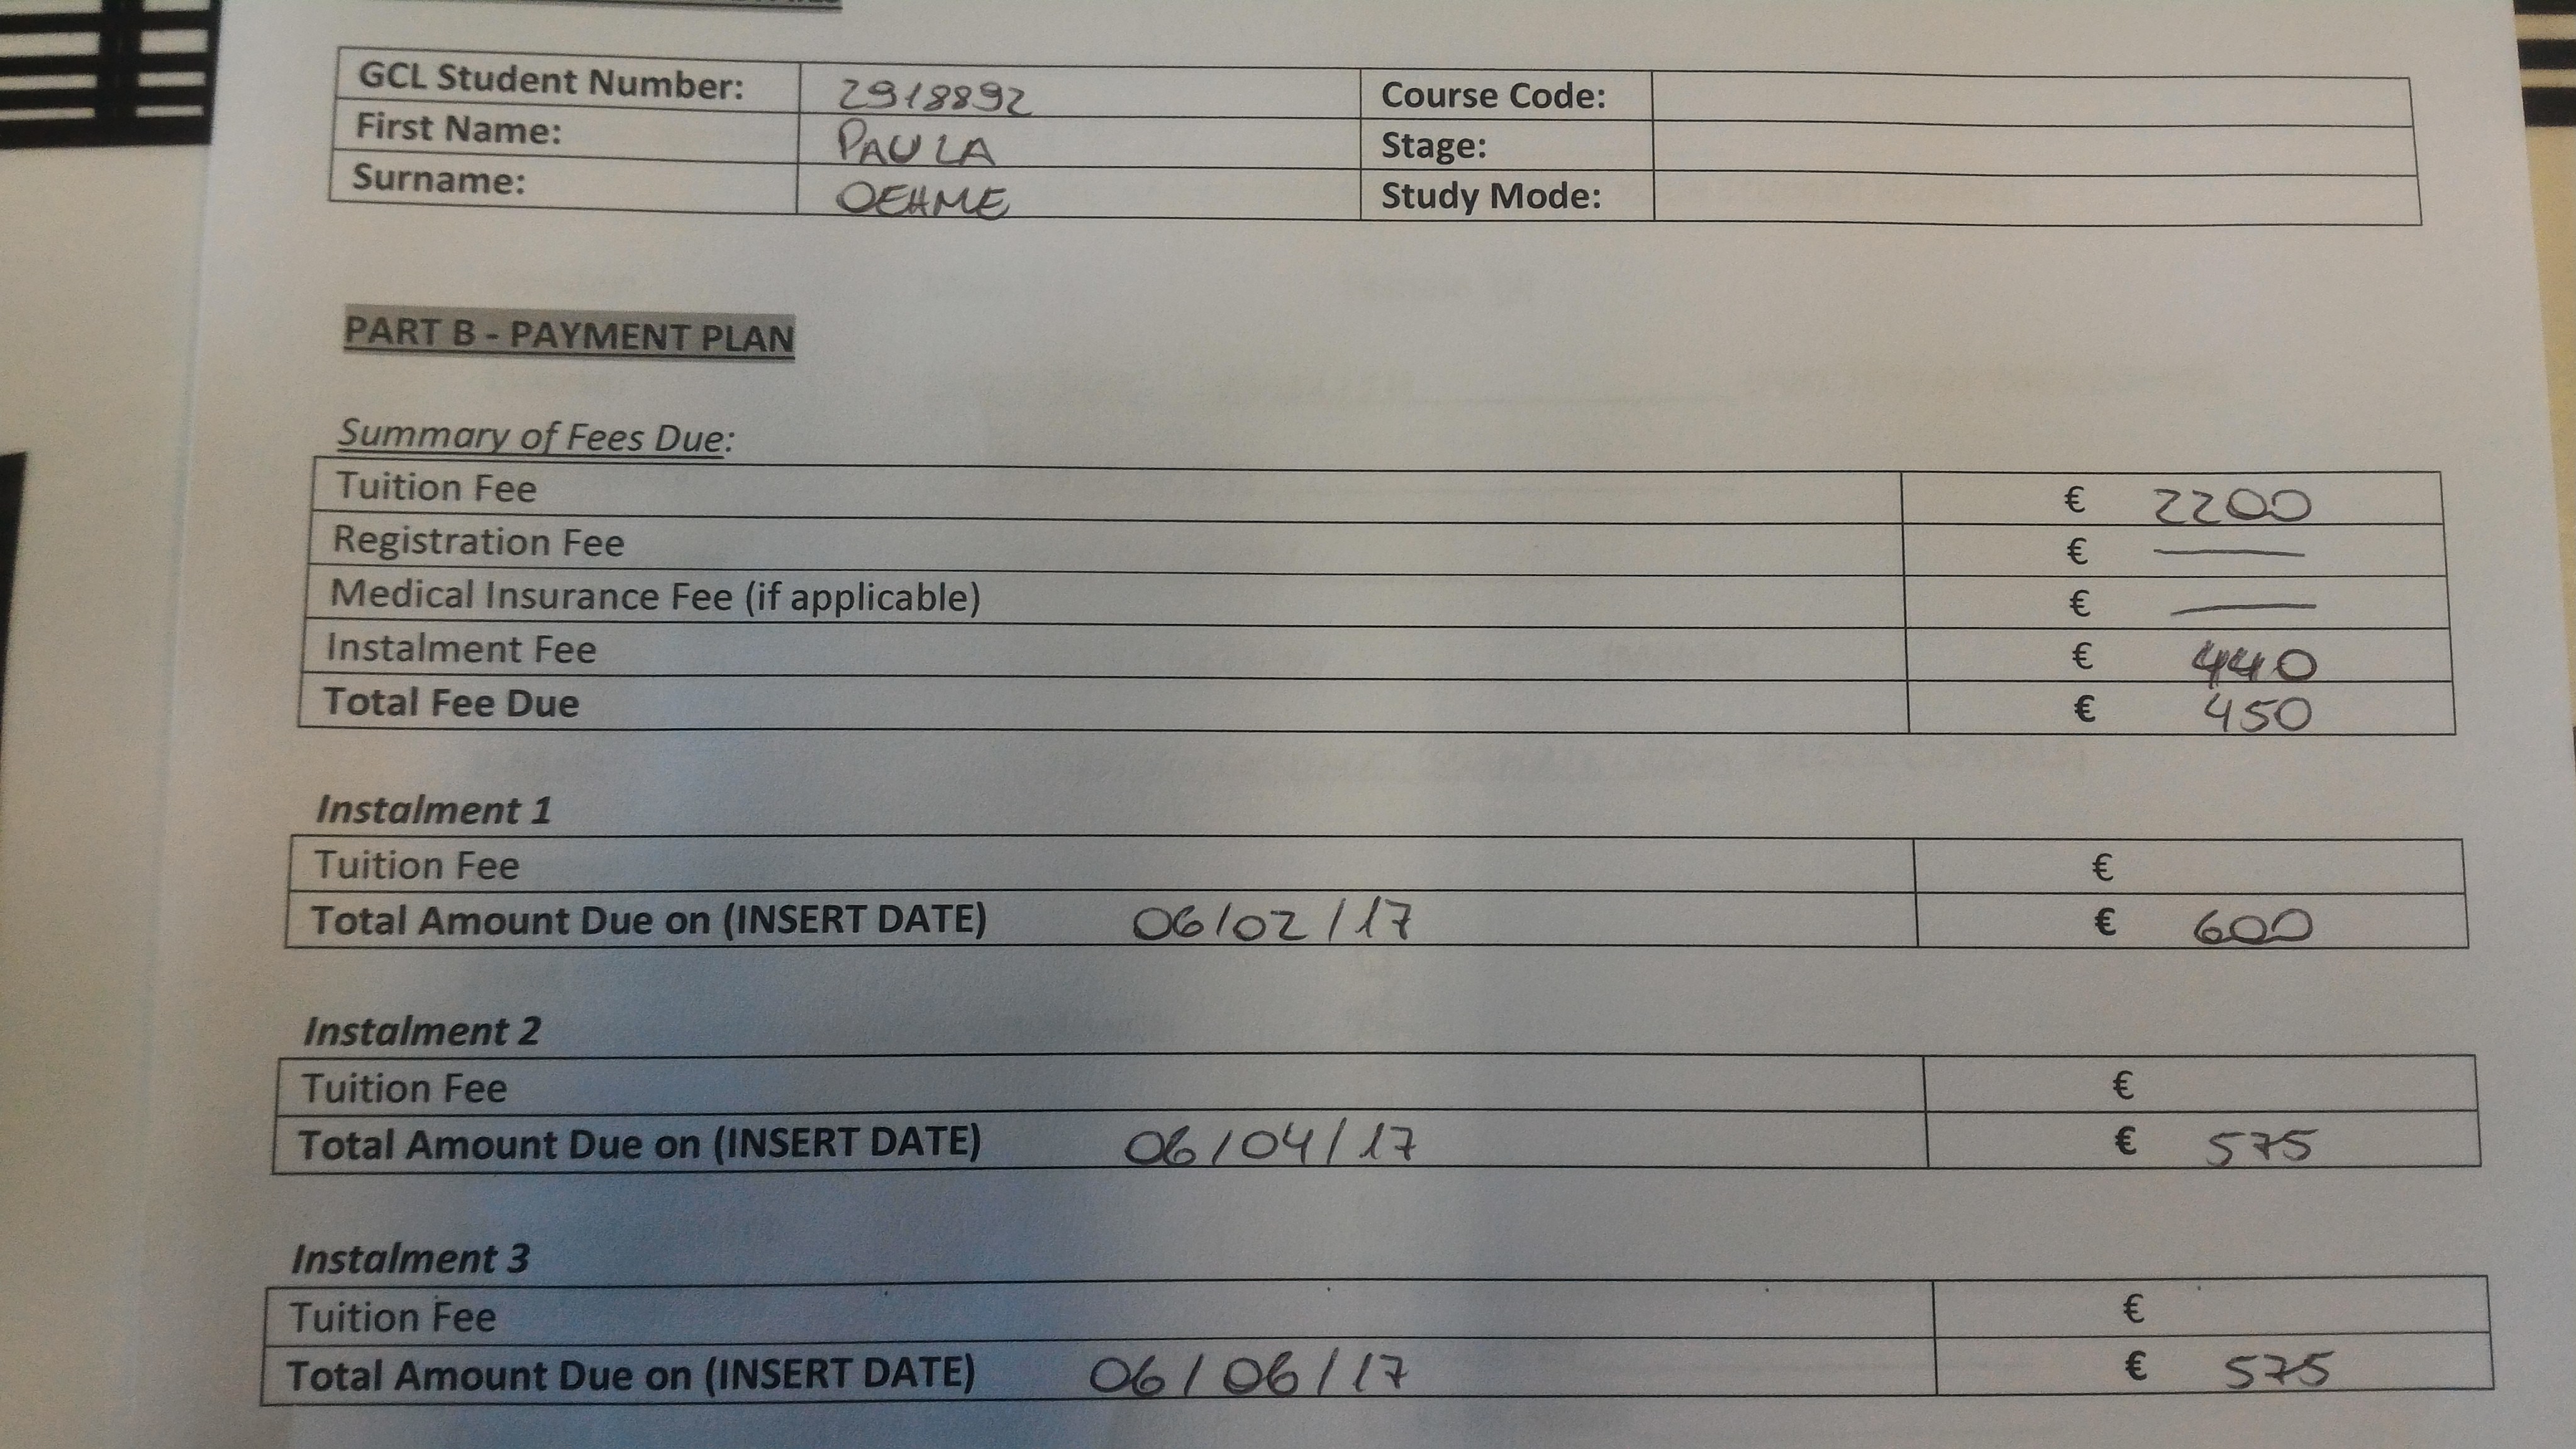 GCL Student Number: 2918892 Course Code:
First Name: PAULA Stage:
Surname: OEHME Study Mode:
PART B - PAYMENT PLAN
Summary of Fees Due:
Tuition Fee € 2200
Registration Fee € —
Medical Insurance Fee (if applicable) € —
Instalment Fee € 440
Total Fee Due € 450
Instalment 1
Tuition Fee €
Total Amount Due on (INSERT DATE) 06/02/17 € 600
Instalment 2
Tuition Fee €
Total Amount Due on (INSERT DATE) 06/04/17 € 575
Instalment 3
Tuition Fee €
Total Amount Due on (INSERT DATE) 06/06/17 € 575